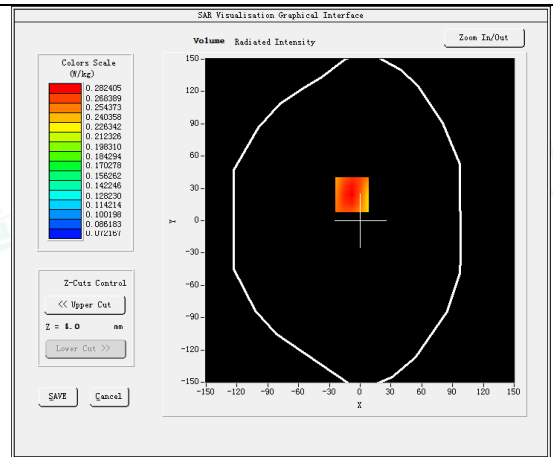 SAR Visualisation Graphical Interface
Volume Radiated Intensity
Zoom In/Out
Colors Scale
(W/kg)
0.282405
0.268389
0.254373
0.240358
0.226342
0.212326
0.198310
0.184294
0.170278
0.156262
0.142246
0.128230
0.114214
0.100198
0.086183
0.072167
Z-Cuts Control
<< Upper Cut
Z = 4.0 mm
Lower Cut >>
SAVE Cancel
150
120
90
60
30
0
-30
-60
-90
-120
-150
Y
-150 -120 -90 -60 -30 0 30 60 90 120 150
X